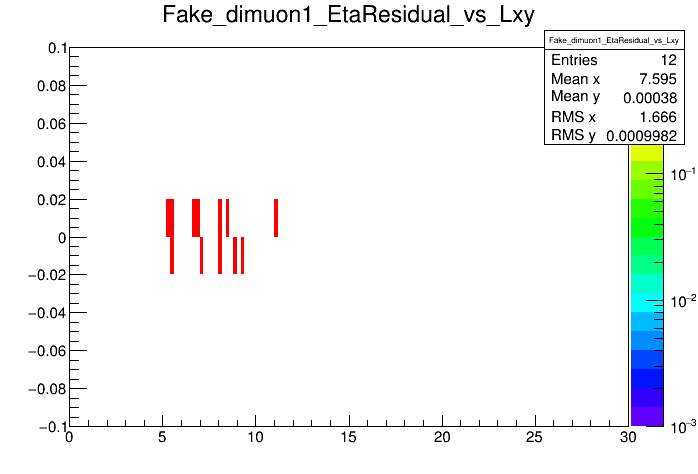 Fake_dimuon1_EtaResidual_vs_Lxy
Fake_dimuon1_EtaResidual_vs_Lxy
Entries 12
Mean x 7.595
Mean y 0.00038
RMS x 1.666
RMS y 0.0009982
0.1
0.08
0.06
0.04
0.02
0
−0.02
−0.04
−0.06
−0.08
−0.1
0 5 10 15 20 25 30
10⁻¹
10⁻²
10⁻³